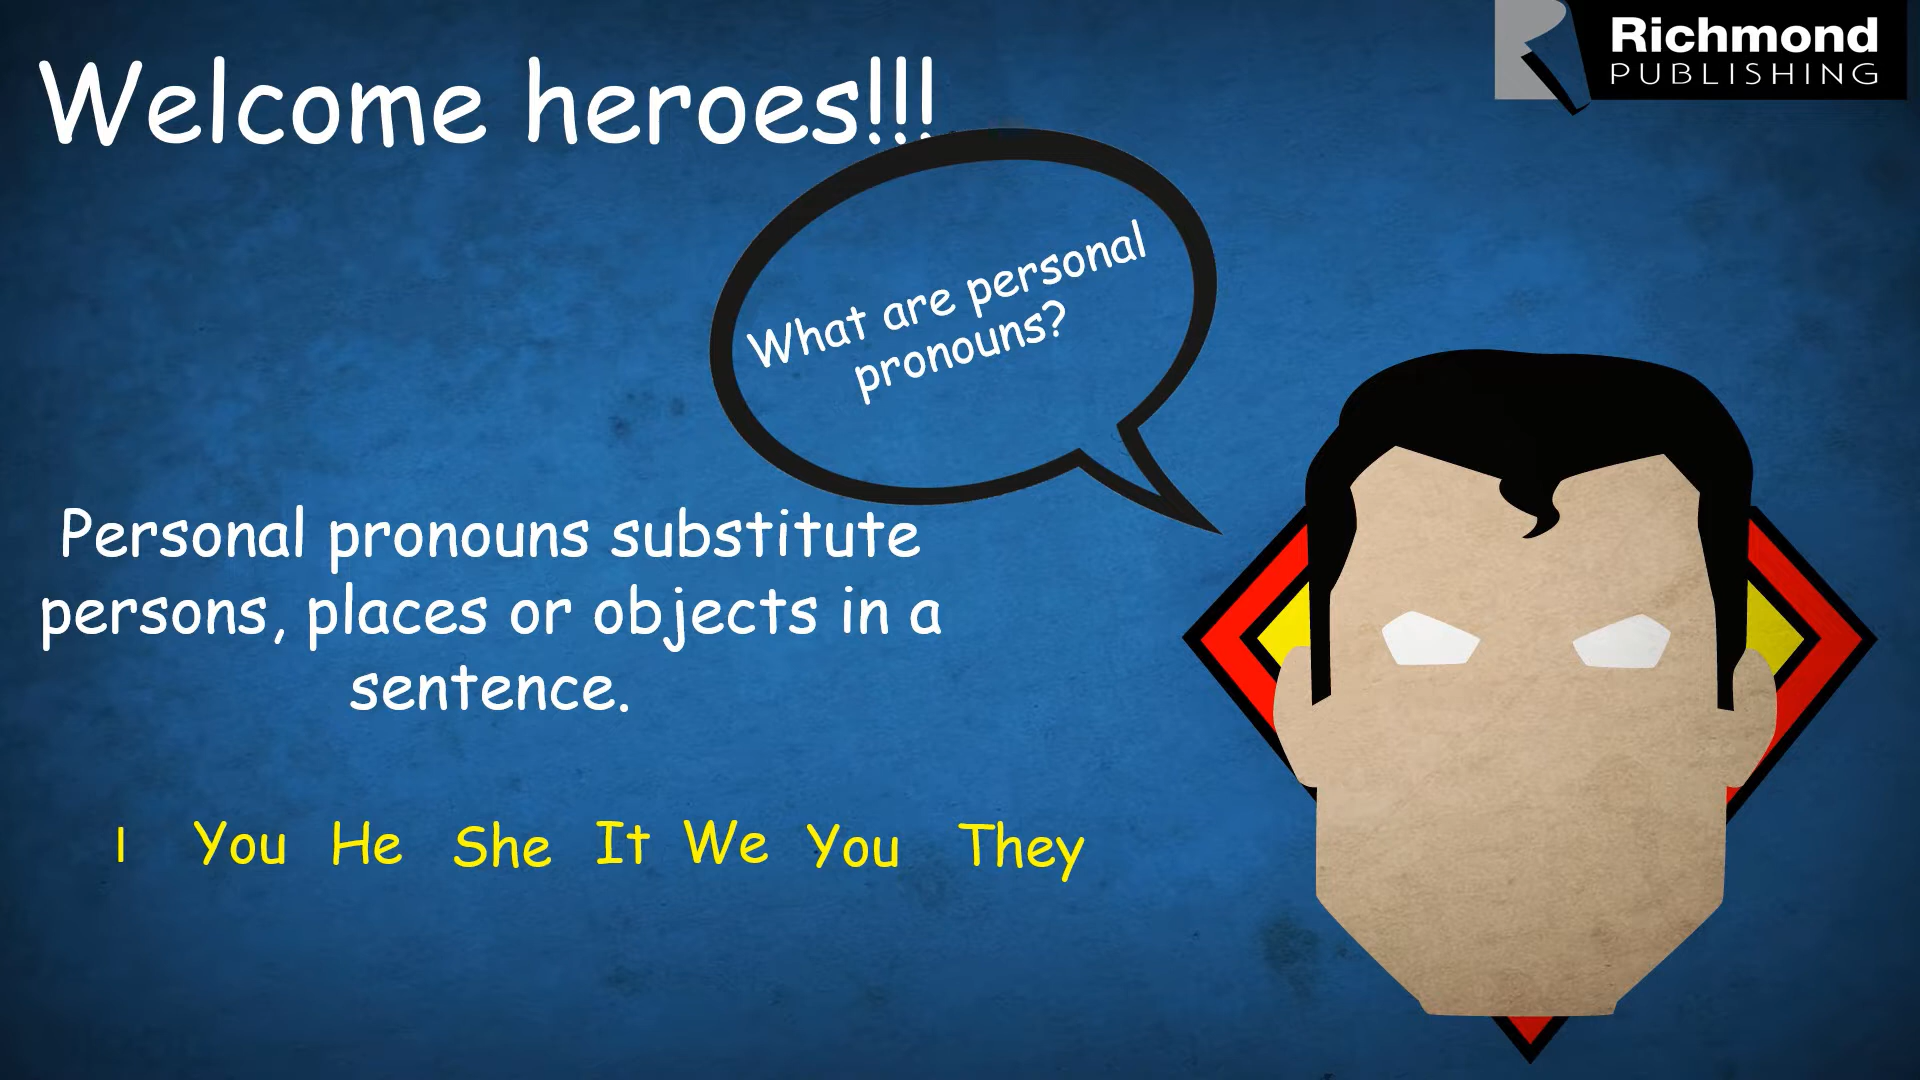 Richmond
PUBLISHING
Welcome heroes!!!
What are personal
pronouns?
Personal pronouns substitute
persons, places or objects in a
sentence.
I You He She It We You They